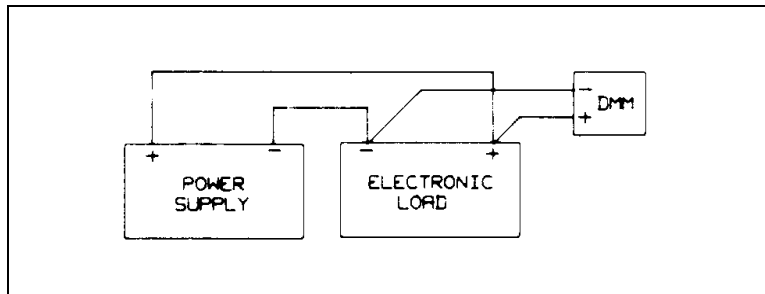 - DMM
+
+ -
- +
POWER
SUPPLY
ELECTRONIC
LOAD